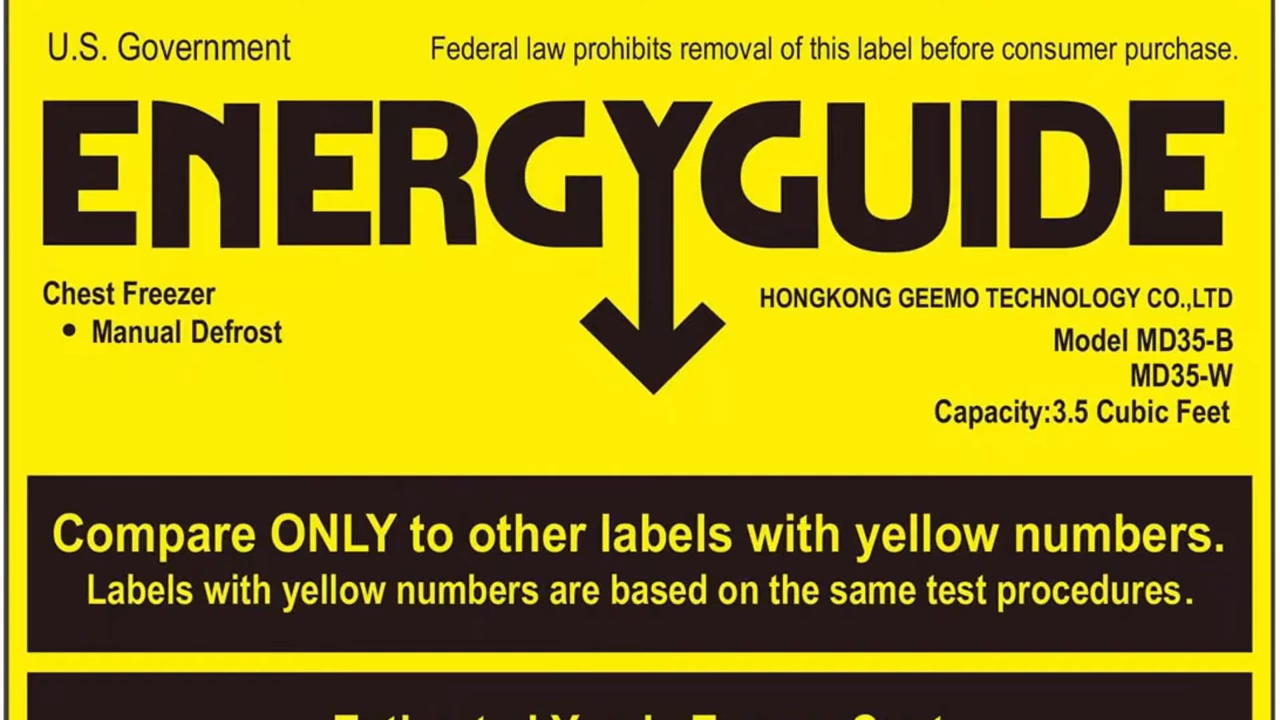 U.S. Government
Federal law prohibits removal of this label before consumer purchase.
ENERGYGUIDE
Chest Freezer
• Manual Defrost
HONGKONG GEEMO TECHNOLOGY CO.,LTD
Model MD35-B
MD35-W
Capacity:3.5 Cubic Feet
Compare ONLY to other labels with yellow numbers.
Labels with yellow numbers are based on the same test procedures.